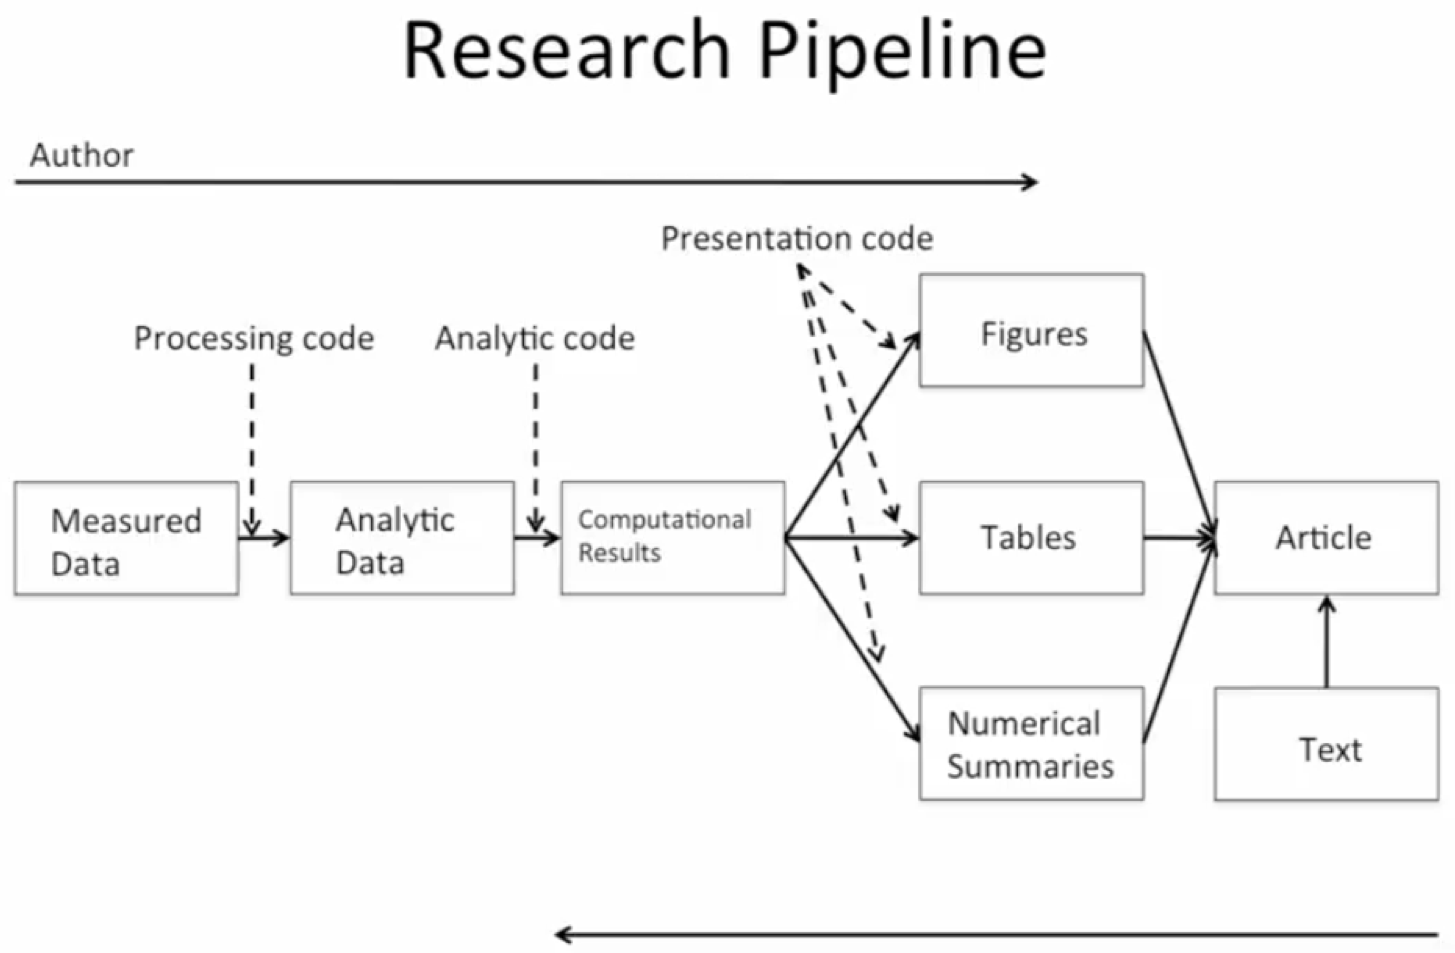 Research Pipeline
Author
Presentation code
Processing code
Analytic code
Figures
Measured
Data
Analytic
Data
Computational
Results
Tables
Article
Numerical
Summaries
Text